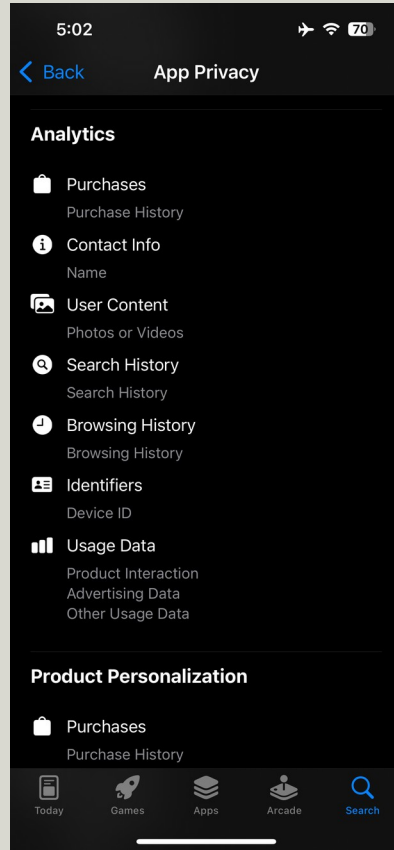 5:02
70
Back
App Privacy
Analytics
Purchases
Purchase History
Contact Info
Name
User Content
Photos or Videos
Search History
Search History
Browsing History
Browsing History
Identifiers
Device ID
Usage Data
Product Interaction
Advertising Data
Other Usage Data
Product Personalization
Purchases
Purchase History
Today
Games
Apps
Arcade
Search